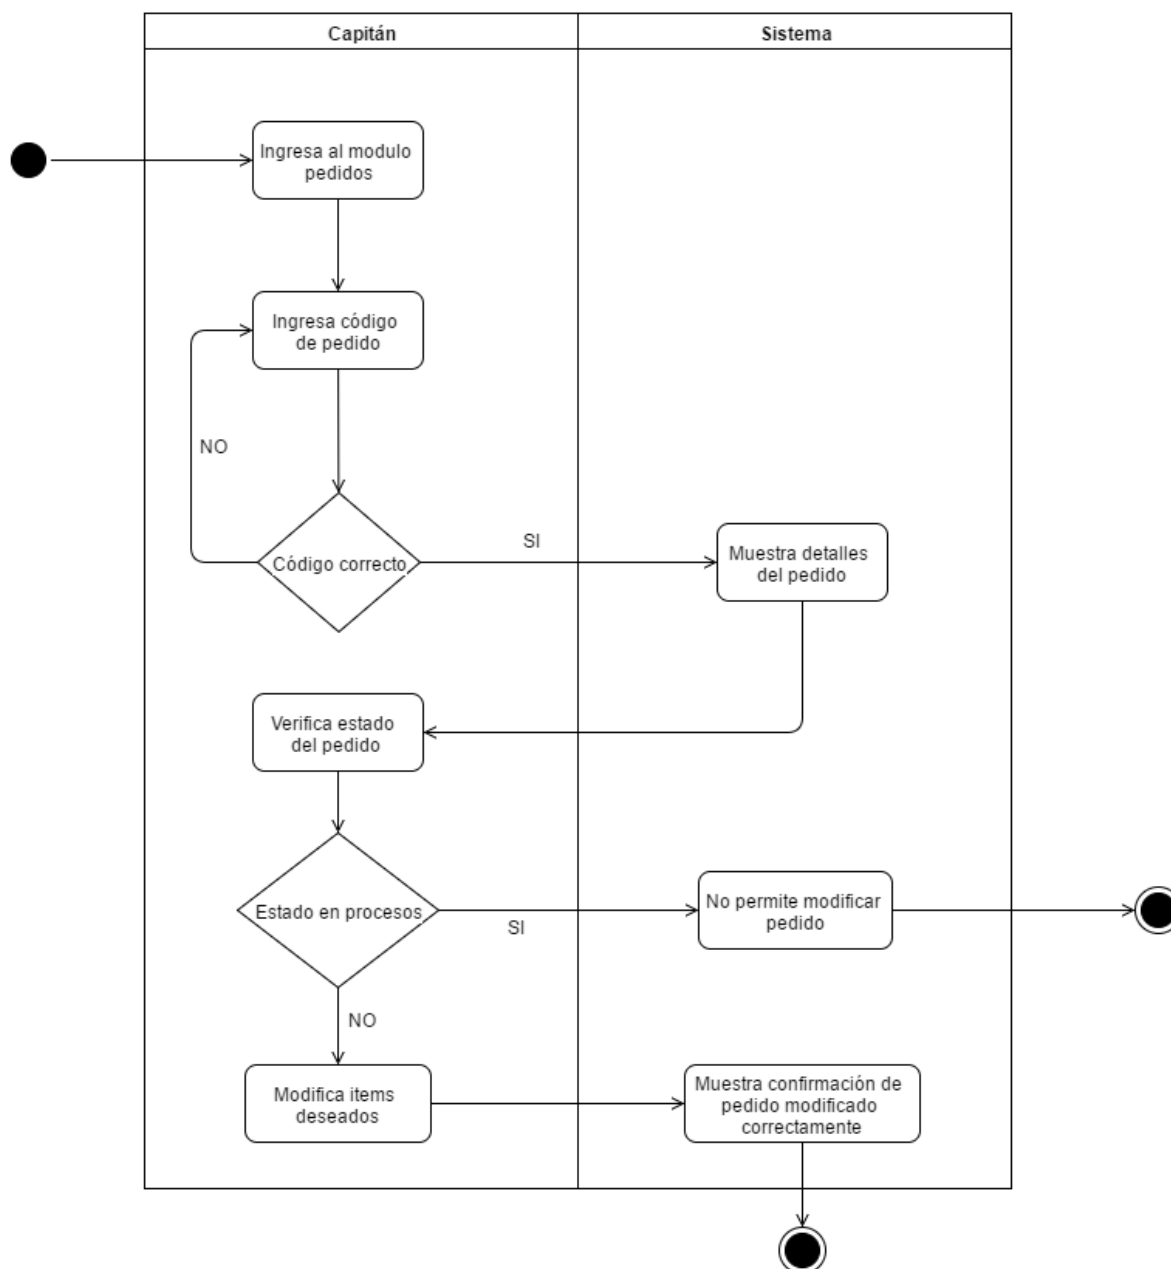 Capitán
Sistema
Ingresa al modulo
pedidos
Ingresa código
de pedido
NO
Código correcto
SI
Muestra detalles
del pedido
Verifica estado
del pedido
Estado en procesos
SI
No permite modificar
pedido
NO
Modifica items
deseados
Muestra confirmación de
pedido modificado
correctamente